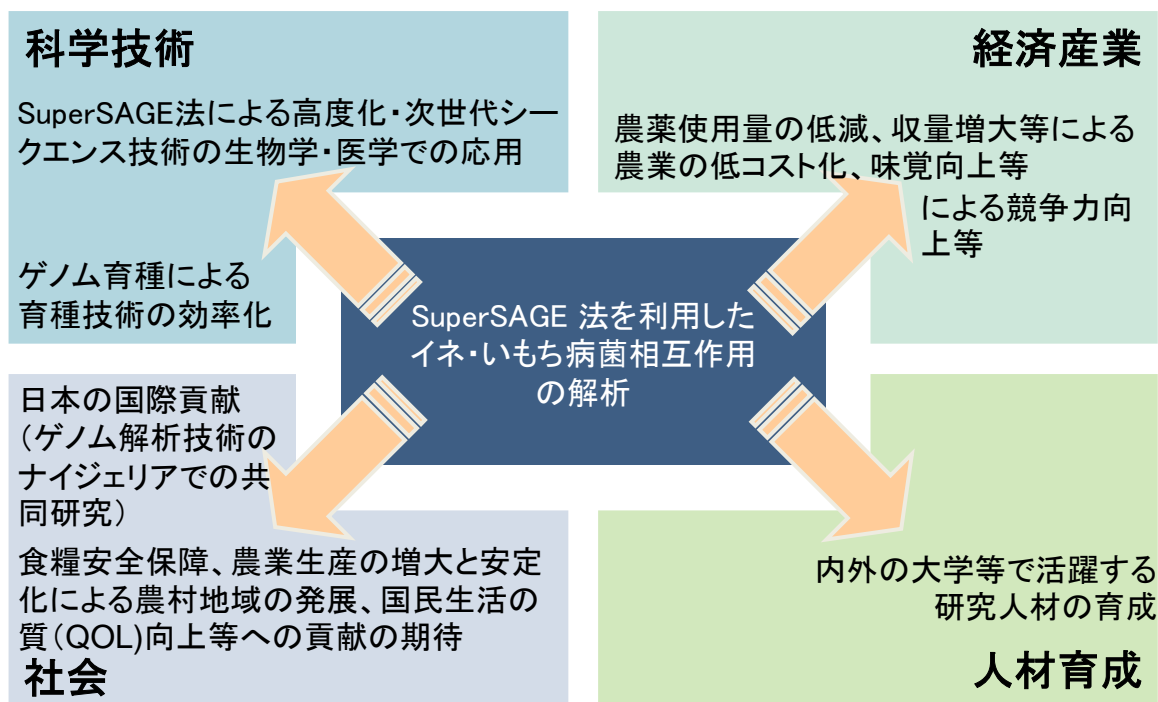 科学技術
SuperSAGE法による高度化・次世代シー
クエンス技術の生物学・医学での応用
ゲノム育種による
育種技術の効率化
経済産業
農薬使用量の低減、収量増大等による
農業の低コスト化、味覚向上等
による競争力向
上等
SuperSAGE 法を利用した
イネ・いもち病菌相互作用
の解析
日本の国際貢献
（ゲノム解析技術の
ナイジェリアでの共
同研究）
食糧安全保障、農業生産の増大と安定
化による農村地域の発展、国民生活の
質（QOL)向上等への貢献の期待
社会
内外の大学等で活躍する
研究人材の育成
人材育成